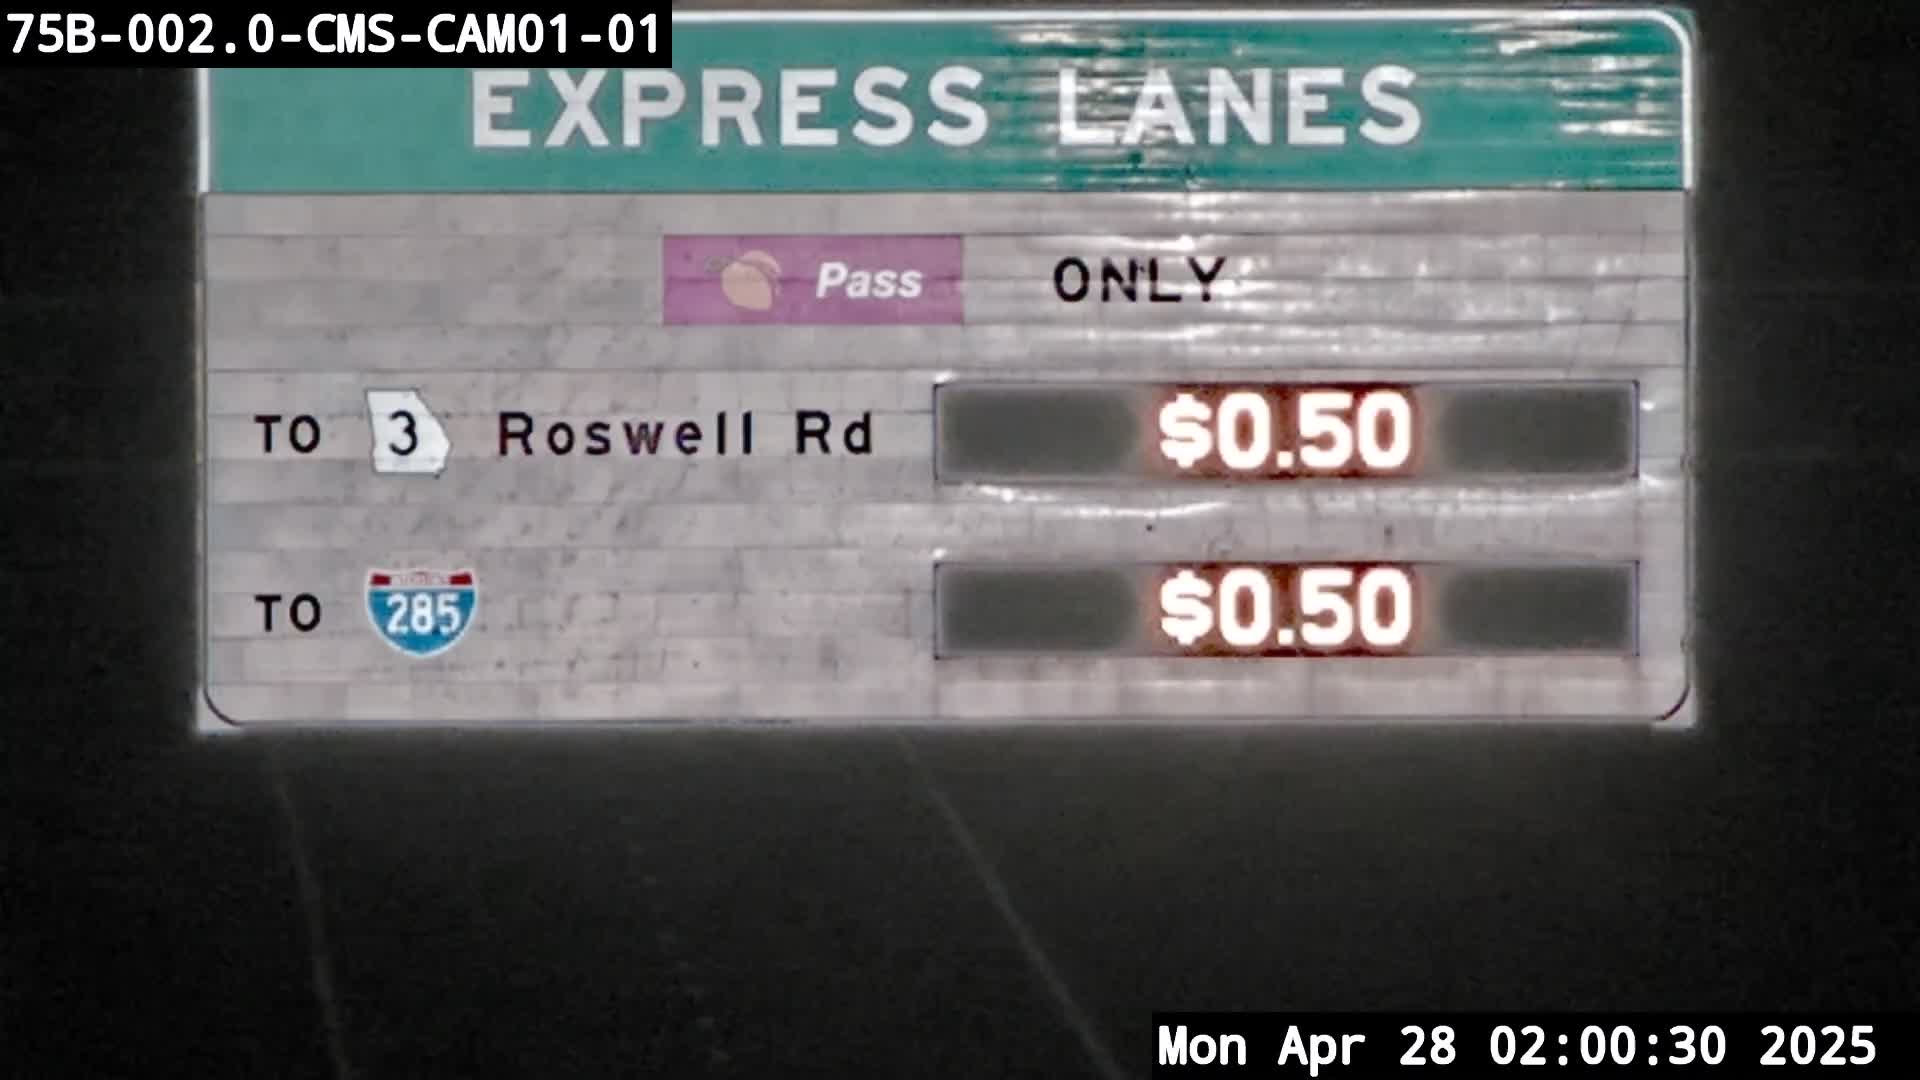 75B-002.0-CMS-CAM01-01
EXPRESS LANES
Pass ONLY
TO 3 Roswell Rd $0.50
TO 285 $0.50
Mon Apr 28 02:00:30 2025